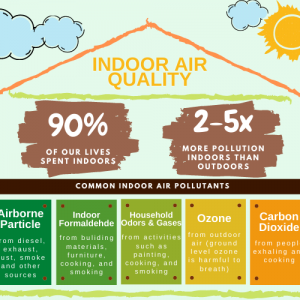 INDOOR AIR
QUALITY
90%
OF OUR LIVES
SPENT INDOORS
2-5x
MORE POLLUTION
INDOORS THAN
OUTDOORS
COMMON INDOOR AIR POLLUTANTS
Airborne
Particle
from diesel,
exhaust,
ust, smoke
and other
sources
Indoor
Formaldehde
from buliding
materials,
furniture,
cooking, and
smoking
Household
Odors & Gases
from activities
such as
painting,
cooking, and
smoking
Ozone
from outdoor
air (ground
level ozone
is harmful to
breath)
Carbon
Dioxide
from people
exhaling and
cooking